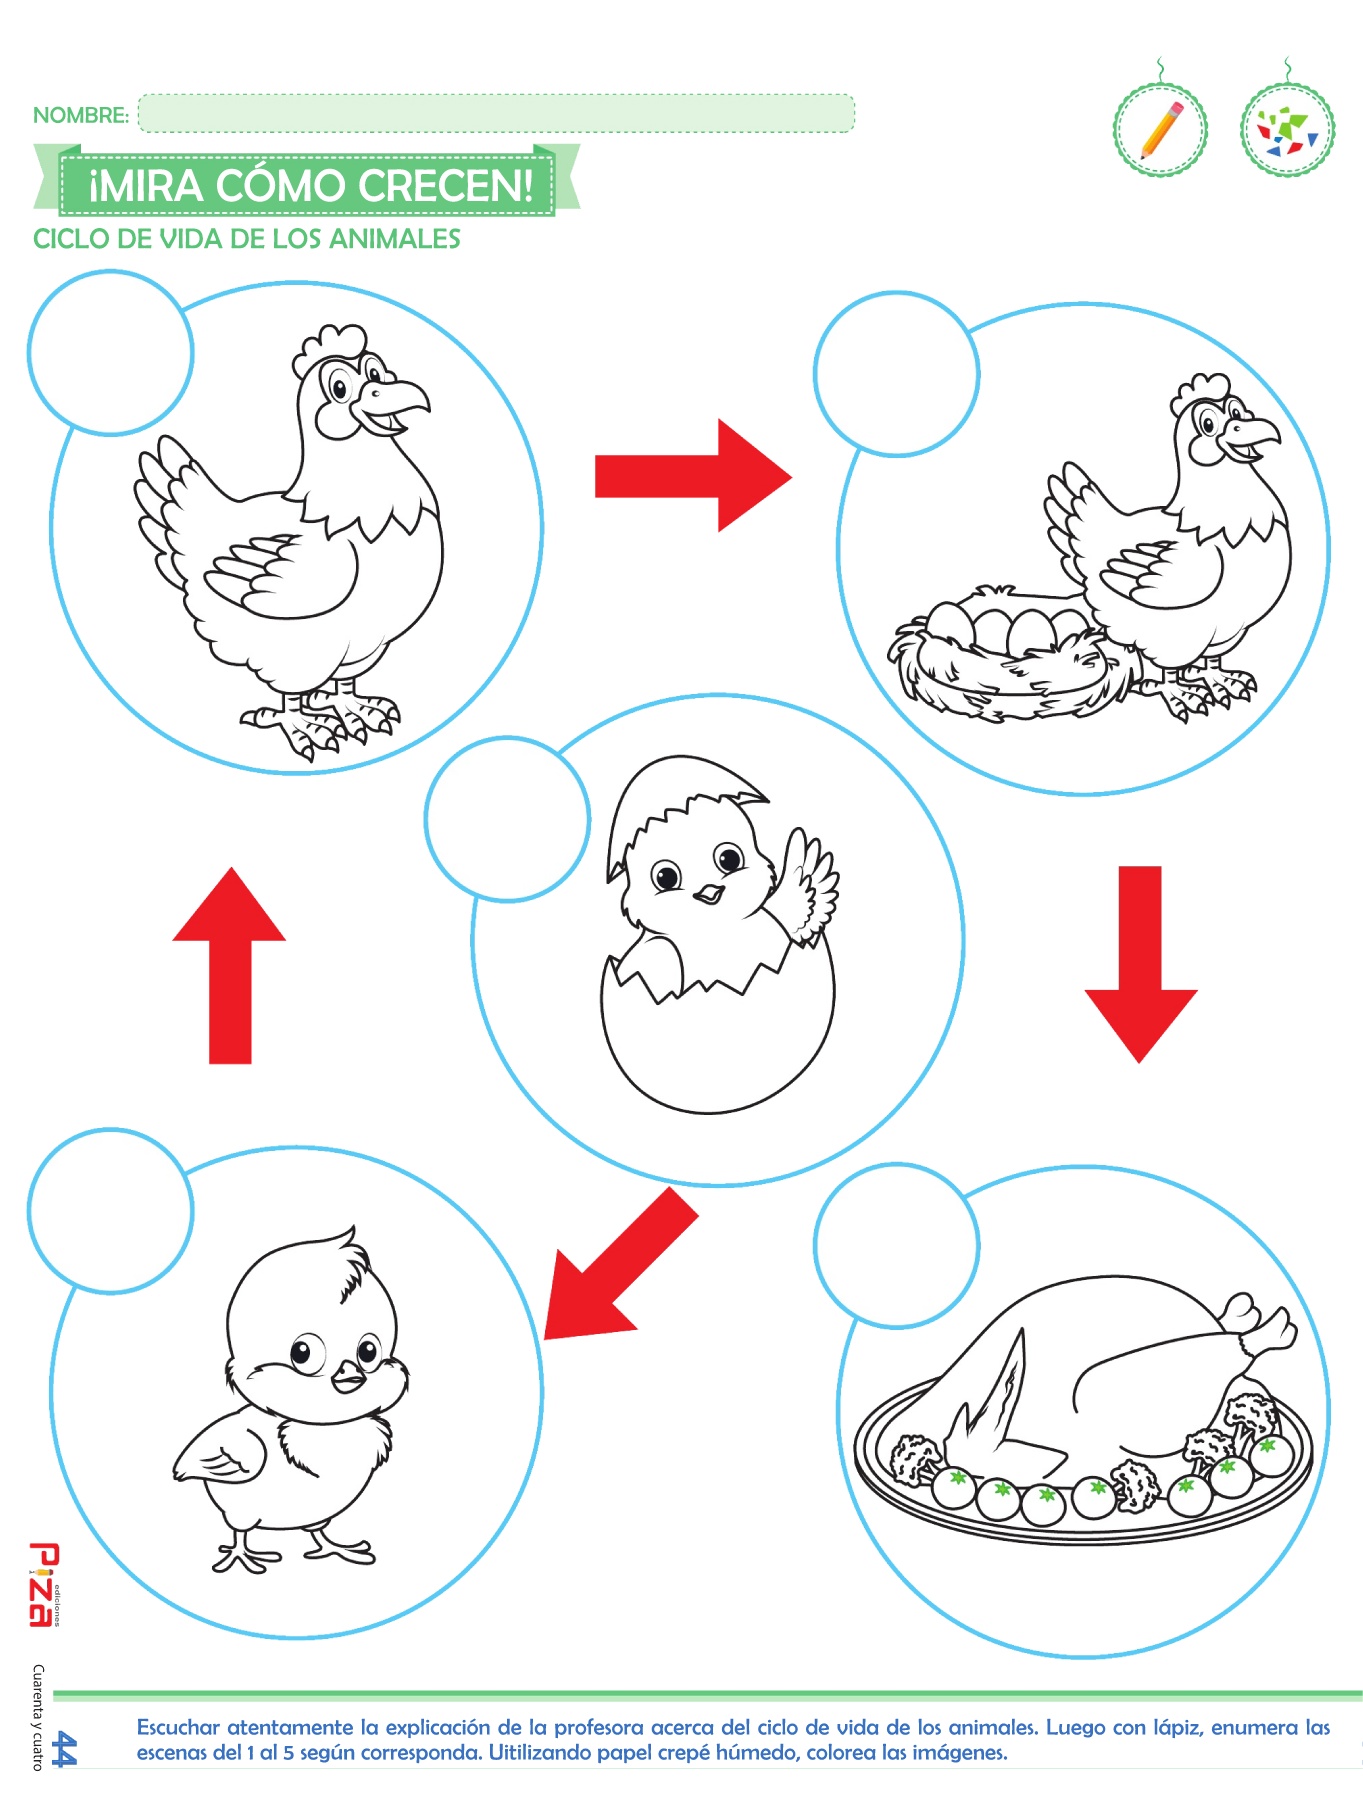 NOMBRE:
¡MIRA CÓMO CRECEN!
CICLO DE VIDA DE LOS ANIMALES
Piza
ediciones
Cuarenta y cuatro
44
Escuchar atentamente la explicación de la profesora acerca del ciclo de vida de los animales. Luego con lápiz, enumera las
escenas del 1 al 5 según corresponda. Uitilizando papel crepé húmedo, colorea las imágenes.